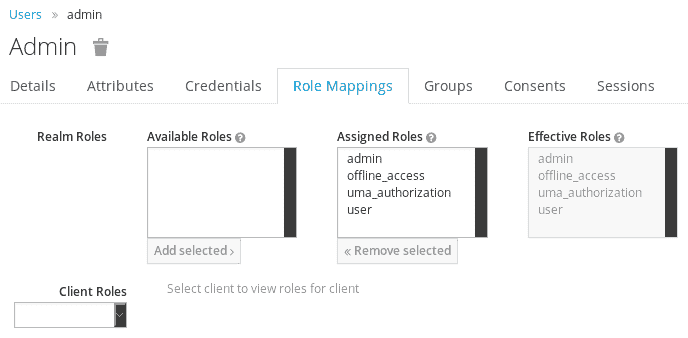 Users » admin
Admin
Details Attributes Credentials Role Mappings Groups Consents Sessions
Realm Roles Available Roles Assigned Roles Effective Roles
admin admin
offline_access offline_access
uma_authorization uma_authorization
user user
Add selected › « Remove selected
Client Roles Select client to view roles for client